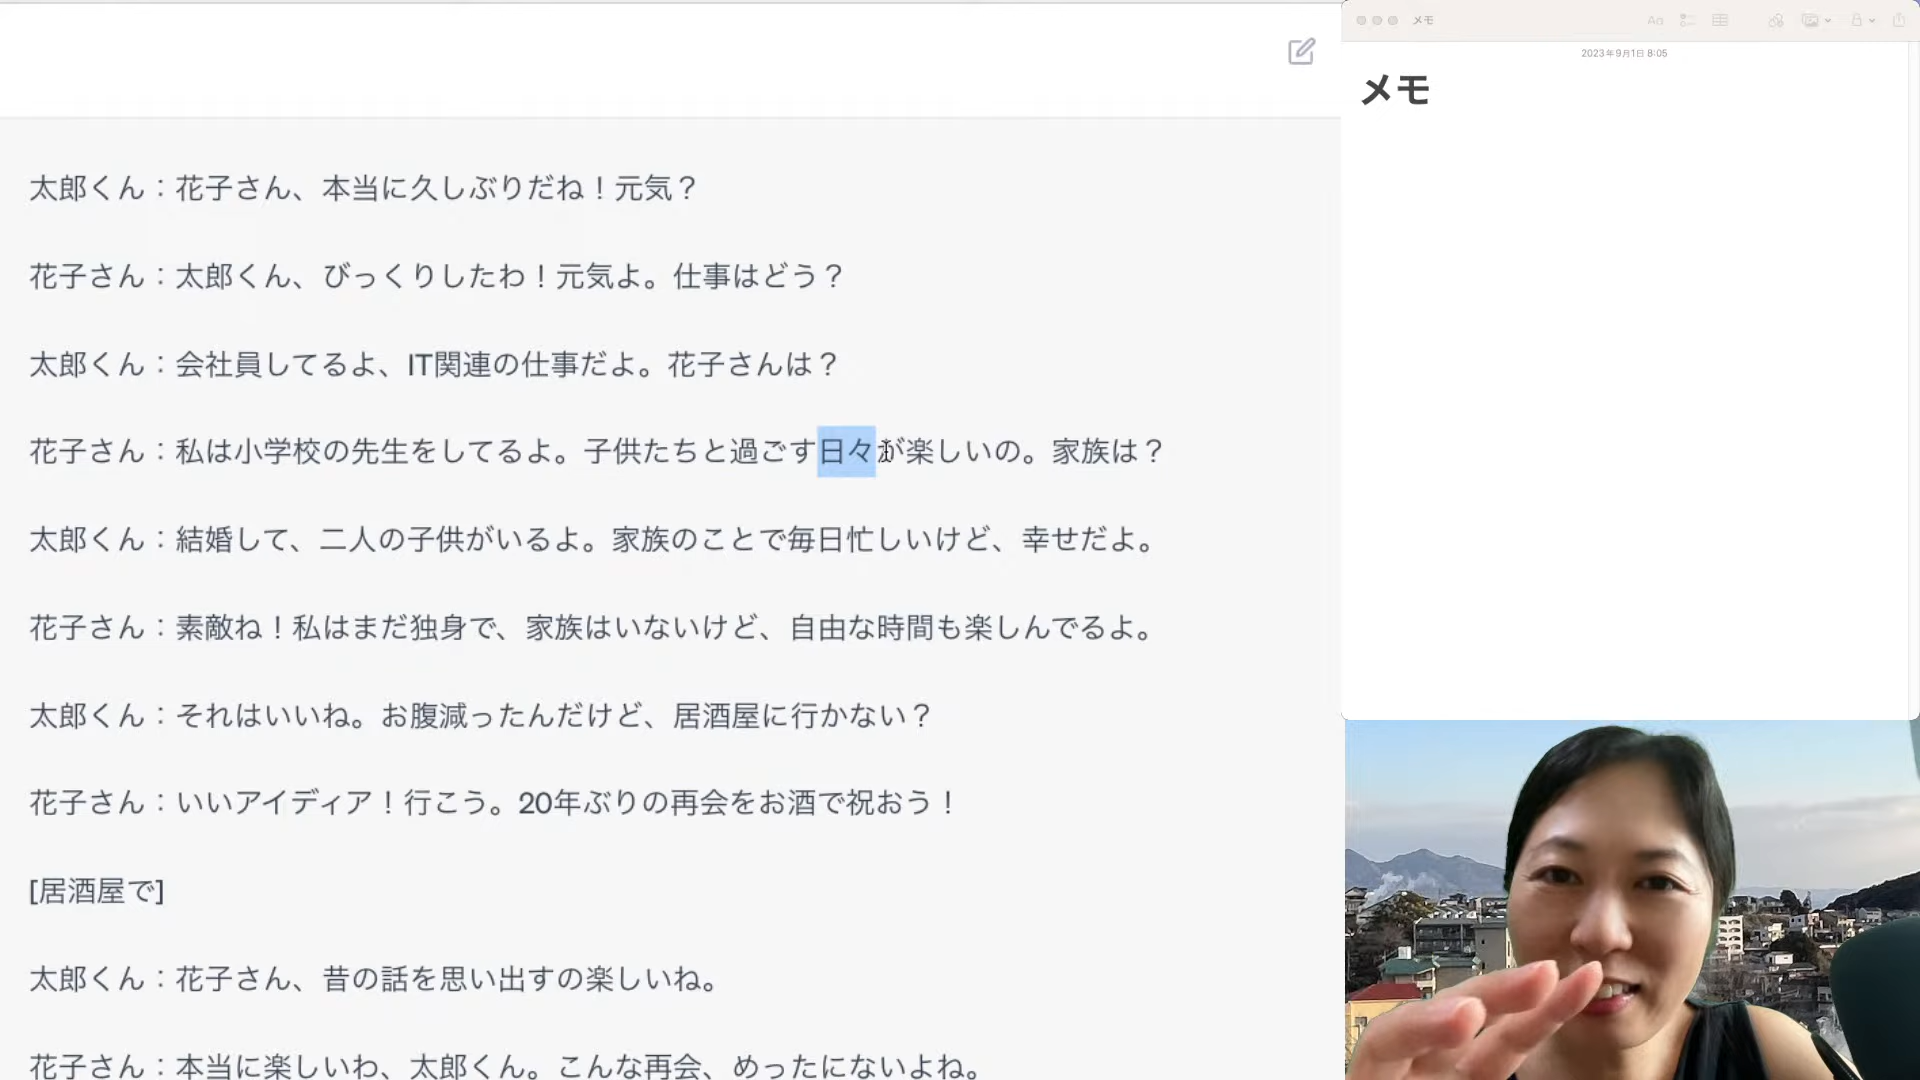 メモ
2023年9月1日 8:05
メモ
太郎くん：花子さん、本当に久しぶりだね！元気？
花子さん：太郎くん、びっくりしたわ！元気よ。仕事はどう？
太郎くん：会社員してるよ、IT関連の仕事だよ。花子さんは？
花子さん：私は小学校の先生をしてるよ。子供たちと過ごす日々が楽しいの。家族は？
太郎くん：結婚して、二人の子供がいるよ。家族のことで毎日忙しいけど、幸せだよ。
花子さん：素敵ね！私はまだ独身で、家族はいないけど、自由な時間も楽しんでるよ。
太郎くん：それはいいね。お腹減ったんだけど、居酒屋に行かない？
花子さん：いいアイディア！行こう。20年ぶりの再会をお酒で祝おう！
[居酒屋で]
太郎くん：花子さん、昔の話を思い出すの楽しいね。
花子さん：本当に楽しいわ、太郎くん。こんな再会、めったにないよね。
Aa